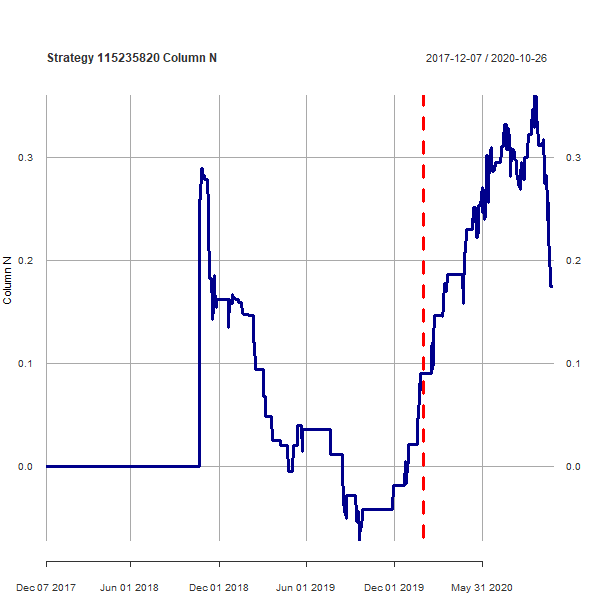 Strategy 115235820 Column N
2017-12-07 / 2020-10-26
0.3
0.3
0.2
0.2
Column N
0.1
0.1
0.0
0.0
Dec 07 2017
Jun 01 2018
Dec 01 2018
Jun 01 2019
Dec 01 2019
May 31 2020